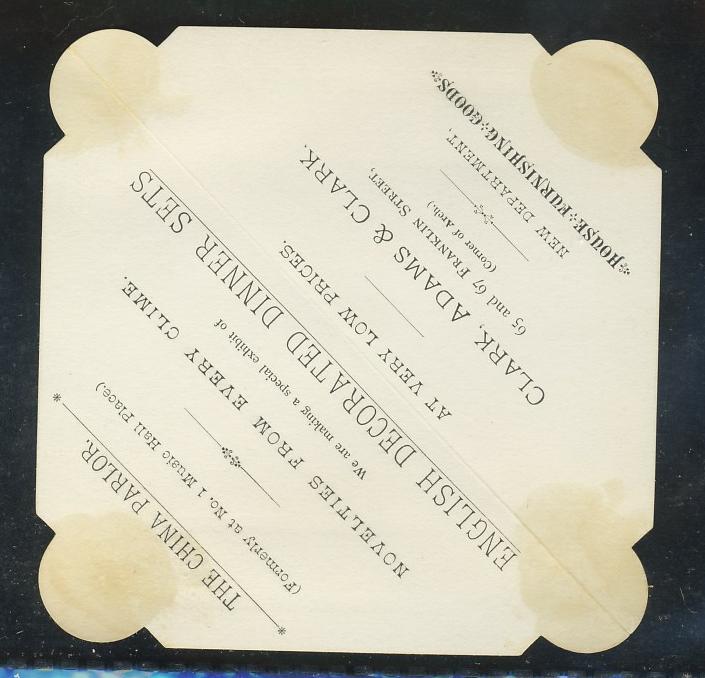 THE CHINA PARLOR.
(Formerly at No. 1 Music Hall Place.)
NOVELTIES FROM EVERY CLIME.
We are making a special exhibit of
ENGLISH DECORATED DINNER SETS
AT VERY LOW PRICES.
CLARK, ADAMS & CLARK,
65 and 67 FRANKLIN STREET,
(Corner of Arch.)
NEW DEPARTMENT,
HOUSE FURNISHING GOODS